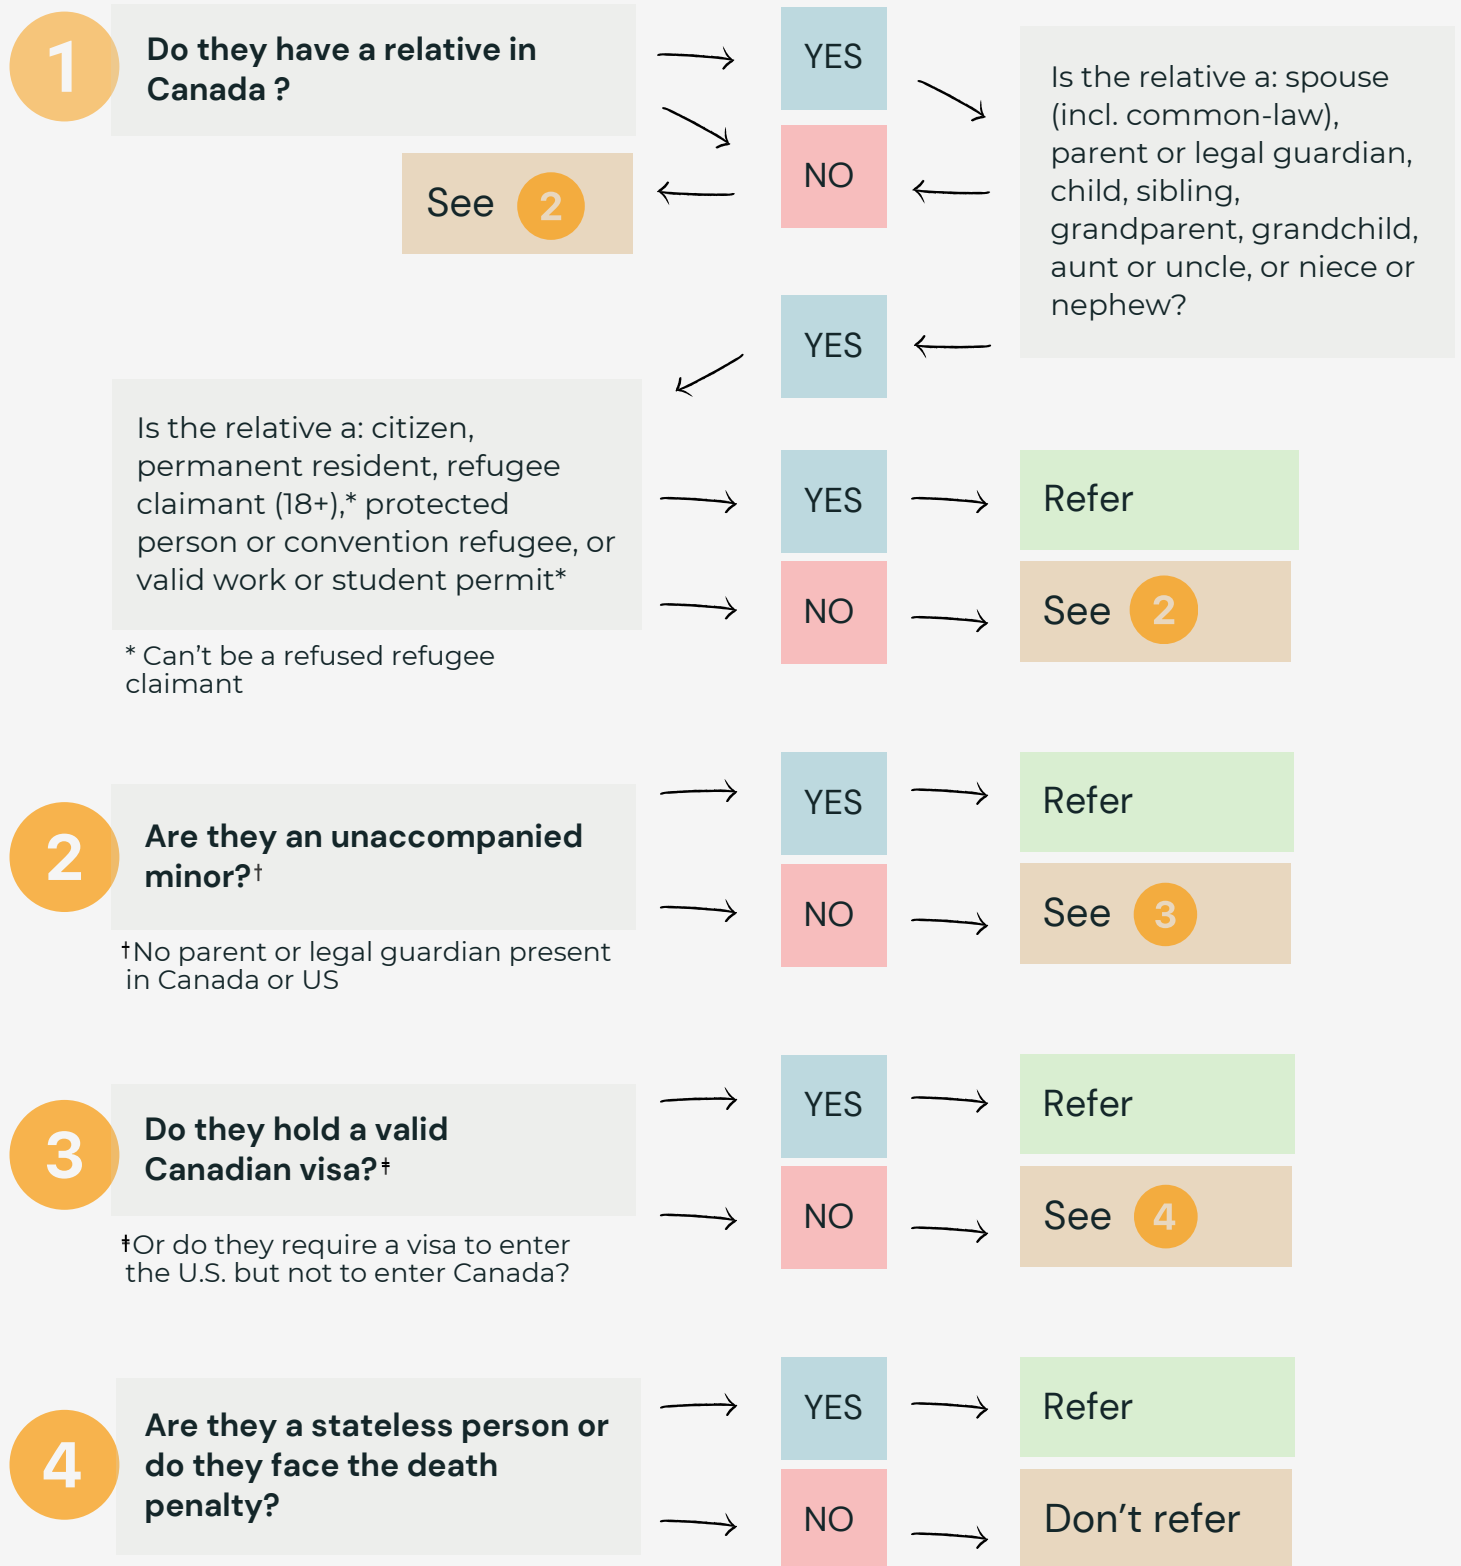 1
Do they have a relative in
Canada ?
YES
NO
See 2
Is the relative a: spouse
(incl. common-law),
parent or legal guardian,
child, sibling,
grandparent, grandchild,
aunt or uncle, or niece or
nephew?
YES
Is the relative a: citizen,
permanent resident, refugee
claimant (18+),* protected
person or convention refugee, or
valid work or student permit*
* Can't be a refused refugee
claimant
YES
Refer
NO
See 2
2
Are they an unaccompanied
minor?†
†No parent or legal guardian present
in Canada or US
YES
Refer
NO
See 3
3
Do they hold a valid
Canadian visa?‡
‡Or do they require a visa to enter
the U.S. but not to enter Canada?
YES
Refer
NO
See 4
4
Are they a stateless person or
do they face the death
penalty?
YES
Refer
NO
Don't refer